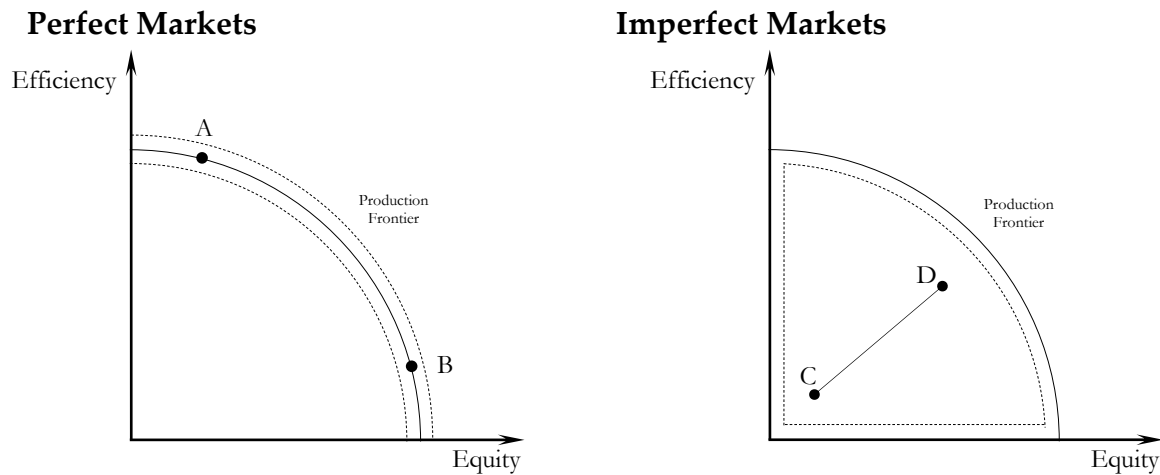 Perfect Markets
Efficiency
A
Production
Frontier
B
Equity
Imperfect Markets
Efficiency
Production
Frontier
D
C
Equity